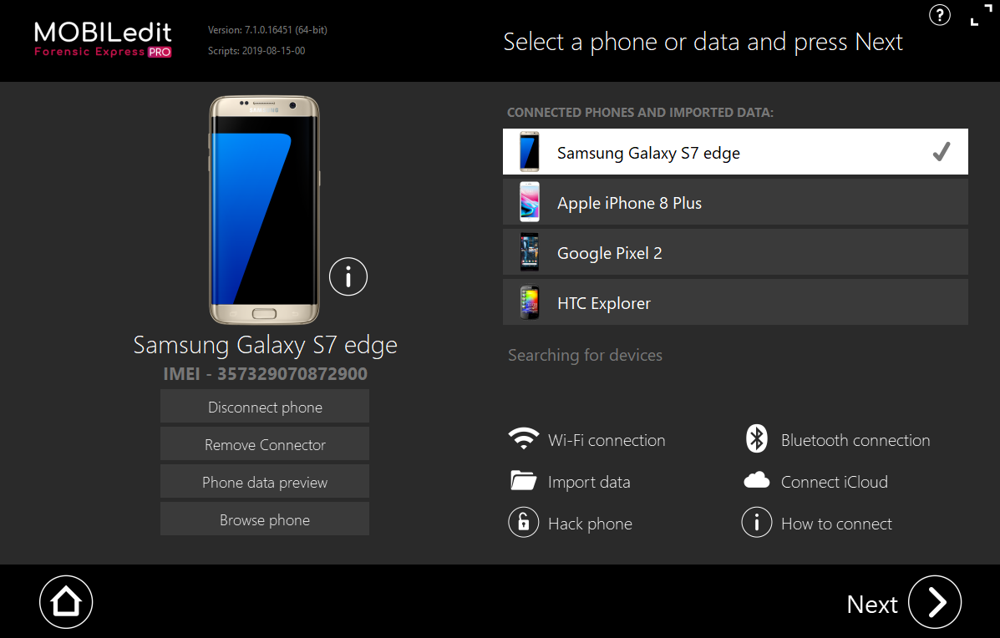 MOBILedit
Forensic Express PRO
Version: 7.1.0.16451 (64-bit)
Scripts: 2019-08-15-00
Select a phone or data and press Next
?
SAMSUNG
i
Samsung Galaxy S7 edge
IMEI - 357329070872900
Disconnect phone
Remove Connector
Phone data preview
Browse phone
CONNECTED PHONES AND IMPORTED DATA:
Samsung Galaxy S7 edge
Apple iPhone 8 Plus
Google Pixel 2
HTC Explorer
Searching for devices
Wi-Fi connection
Bluetooth connection
Import data
Connect iCloud
Hack phone
i How to connect
Next